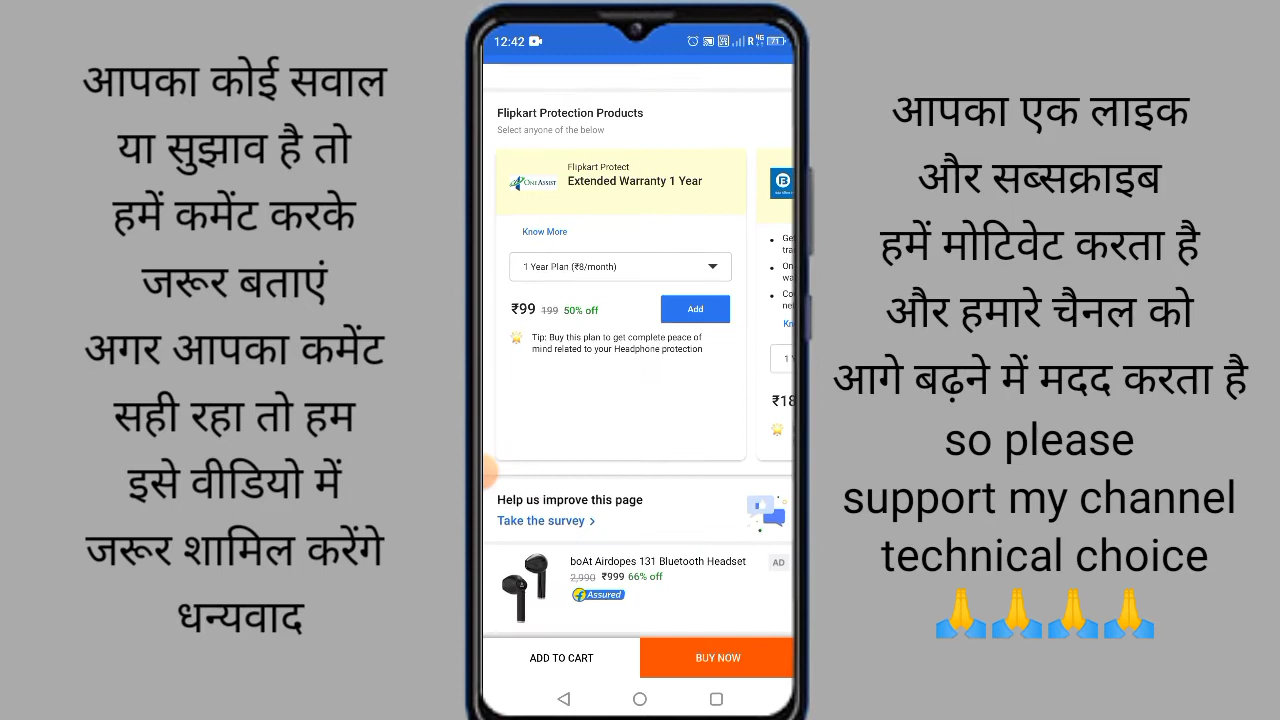 आपका कोई सवाल
या सुझाव है तो
हमें कमेंट करके
जरूर बताएं
अगर आपका कमेंट
सही रहा तो हम
इसे वीडियो में
जरूर शामिल करेंगे
धन्यवाद
12:42
R 4G 71
Flipkart Protection Products
Select anyone of the below
ONEASSIST
Flipkart Protect
Extended Warranty 1 Year
Know More
1 Year Plan (₹8/month)
₹99 199 50% off
Add
Tip: Buy this plan to get complete peace of
mind related to your Headphone protection
B
₹18
Help us improve this page
Take the survey >
boAt Airdopes 131 Bluetooth Headset
AD
2,990 ₹999 66% off
f Assured
ADD TO CART
BUY NOW
आपका एक लाइक
और सब्सक्राइब
हमें मोटिवेट करता है
और हमारे चैनल को
आगे बढ़ने में मदद करता है
so please
support my channel
technical choice
🙏🙏🙏🙏